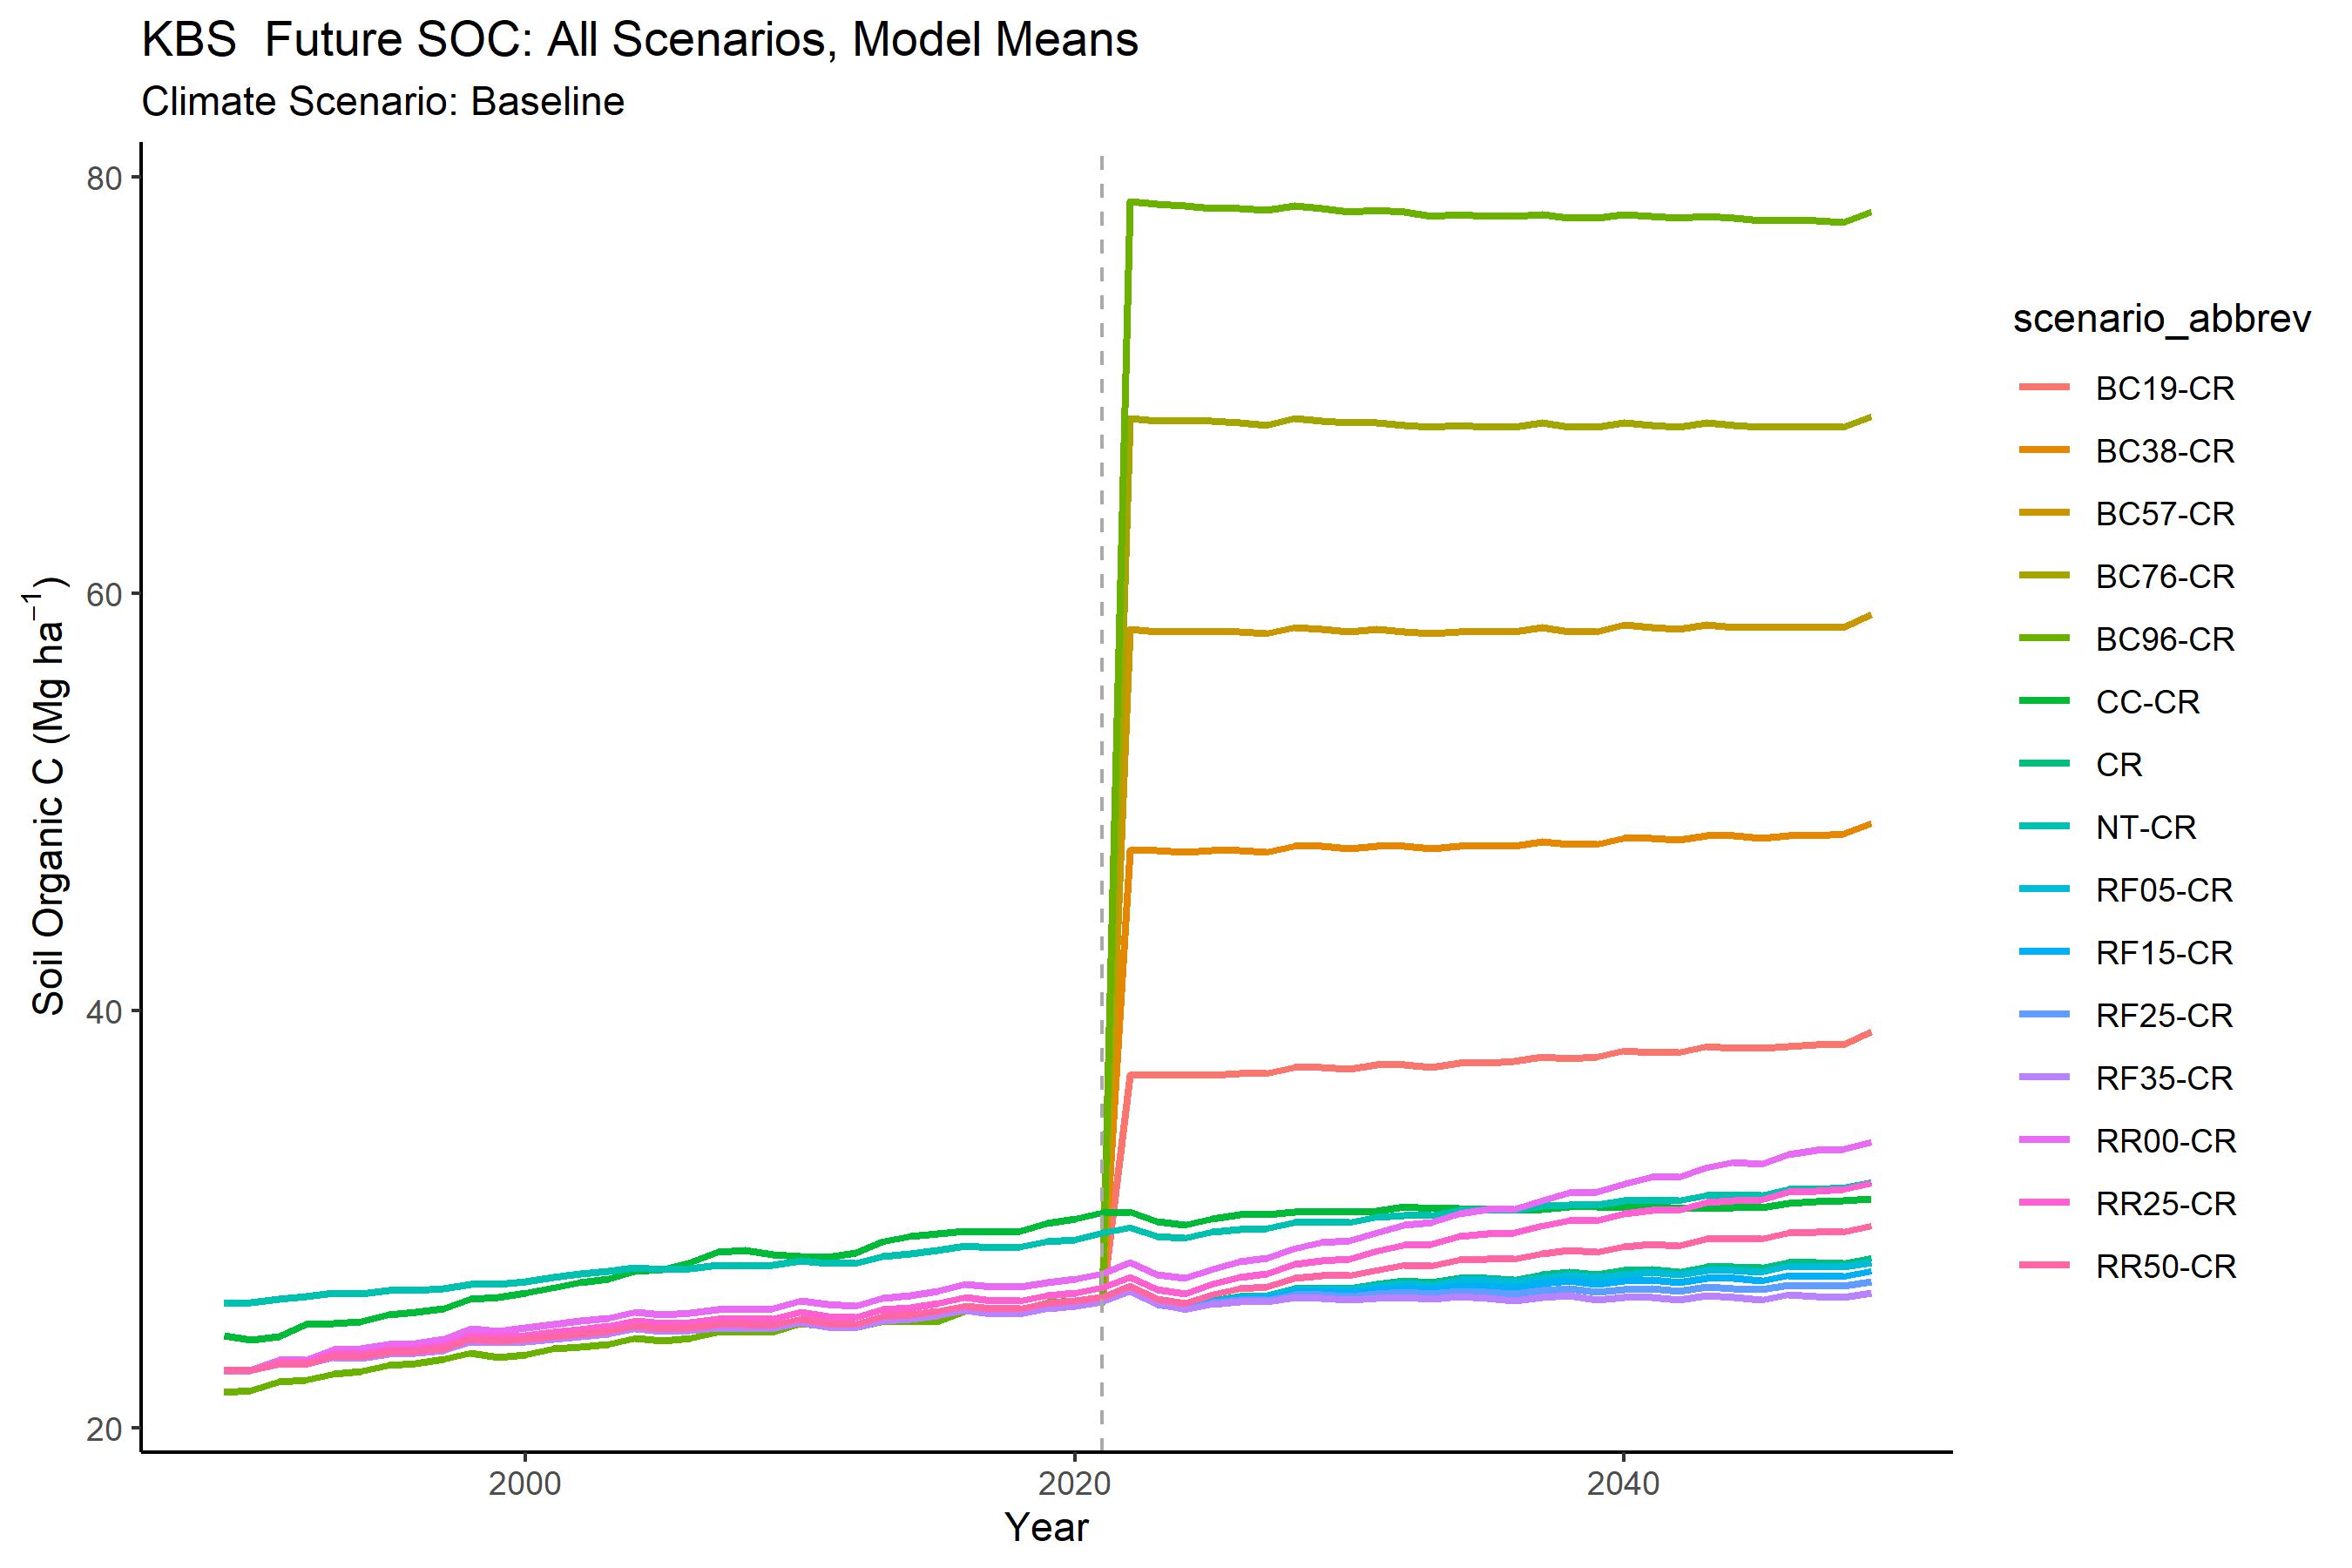 KBS  Future SOC: All Scenarios, Model Means
Climate Scenario: Baseline
Soil Organic C (Mg ha⁻¹)
80
60
40
20
2000
2020
2040
Year
scenario_abbrev
BC19-CR
BC38-CR
BC57-CR
BC76-CR
BC96-CR
CC-CR
CR
NT-CR
RF05-CR
RF15-CR
RF25-CR
RF35-CR
RR00-CR
RR25-CR
RR50-CR